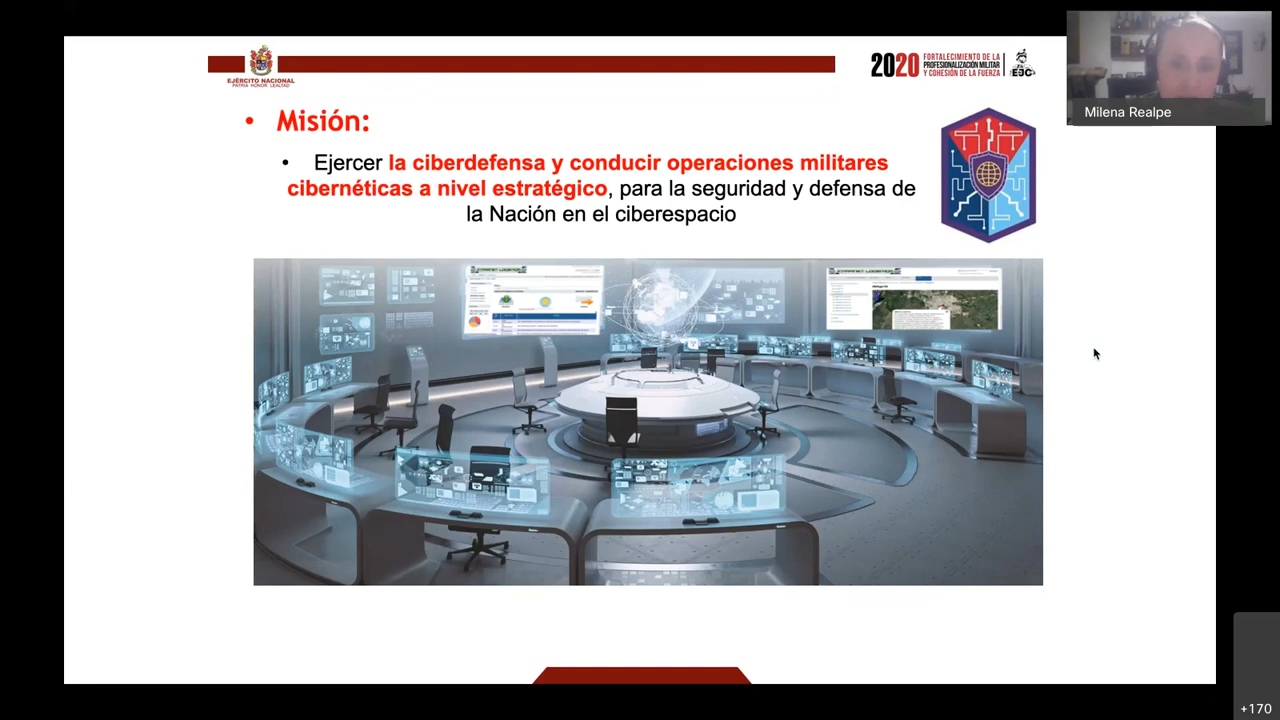 EJÉRCITO NACIONAL
PATRIA HONOR LEALTAD
2020 FORTALECIMIENTO DE LA
PROFESIONALIZACIÓN MILITAR
Y COHESIÓN DE LA FUERZA
EJC
Milena Realpe
• Misión:
• Ejercer la ciberdefensa y conducir operaciones militares
cibernéticas a nivel estratégico, para la seguridad y defensa de
la Nación en el ciberespacio
+170